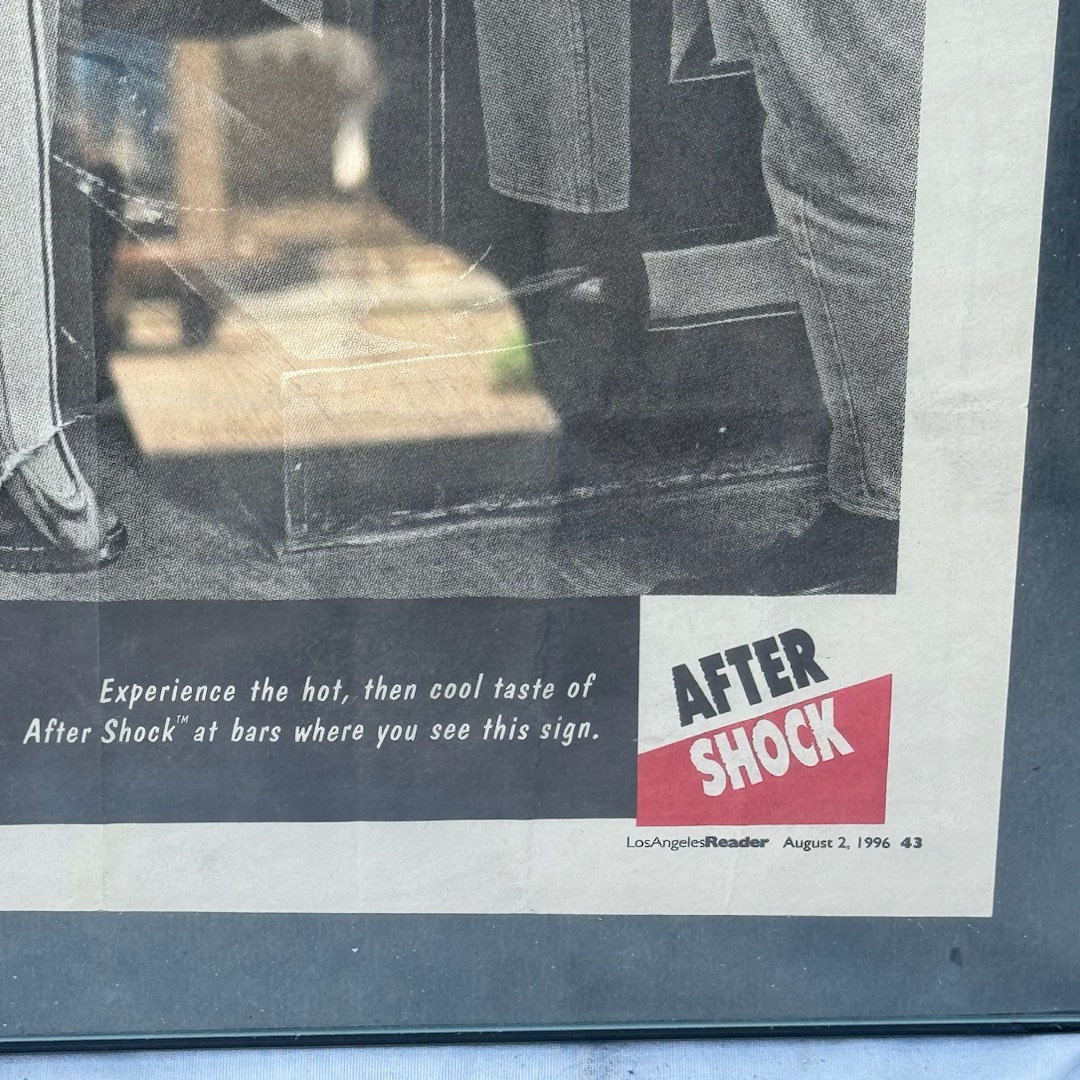 Experience the hot, then cool taste of
After Shock™ at bars where you see this sign.
AFTER
SHOCK
LosAngelesReader August 2, 1996 43